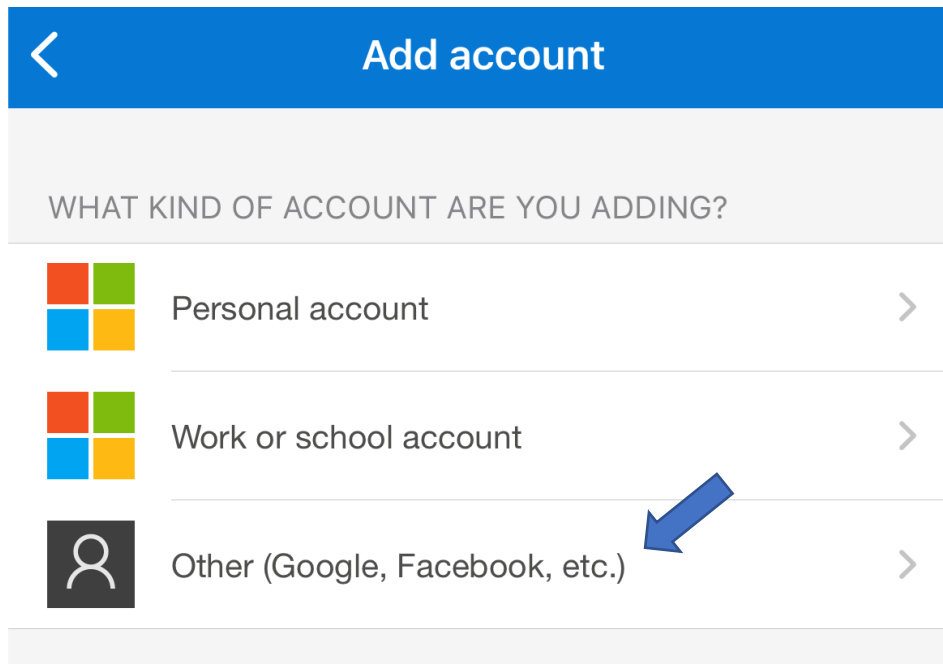 Add account
WHAT KIND OF ACCOUNT ARE YOU ADDING?
Personal account
Work or school account
Other (Google, Facebook, etc.)